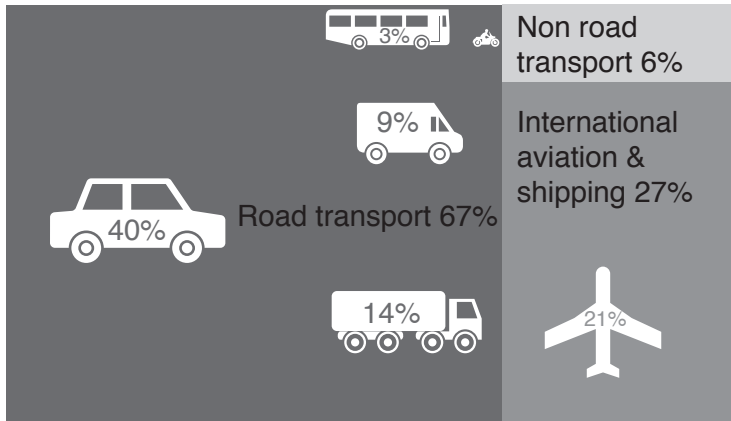 3%
Non road
transport 6%
9%
International
aviation &
shipping 27%
40%
Road transport 67%
14%
21%